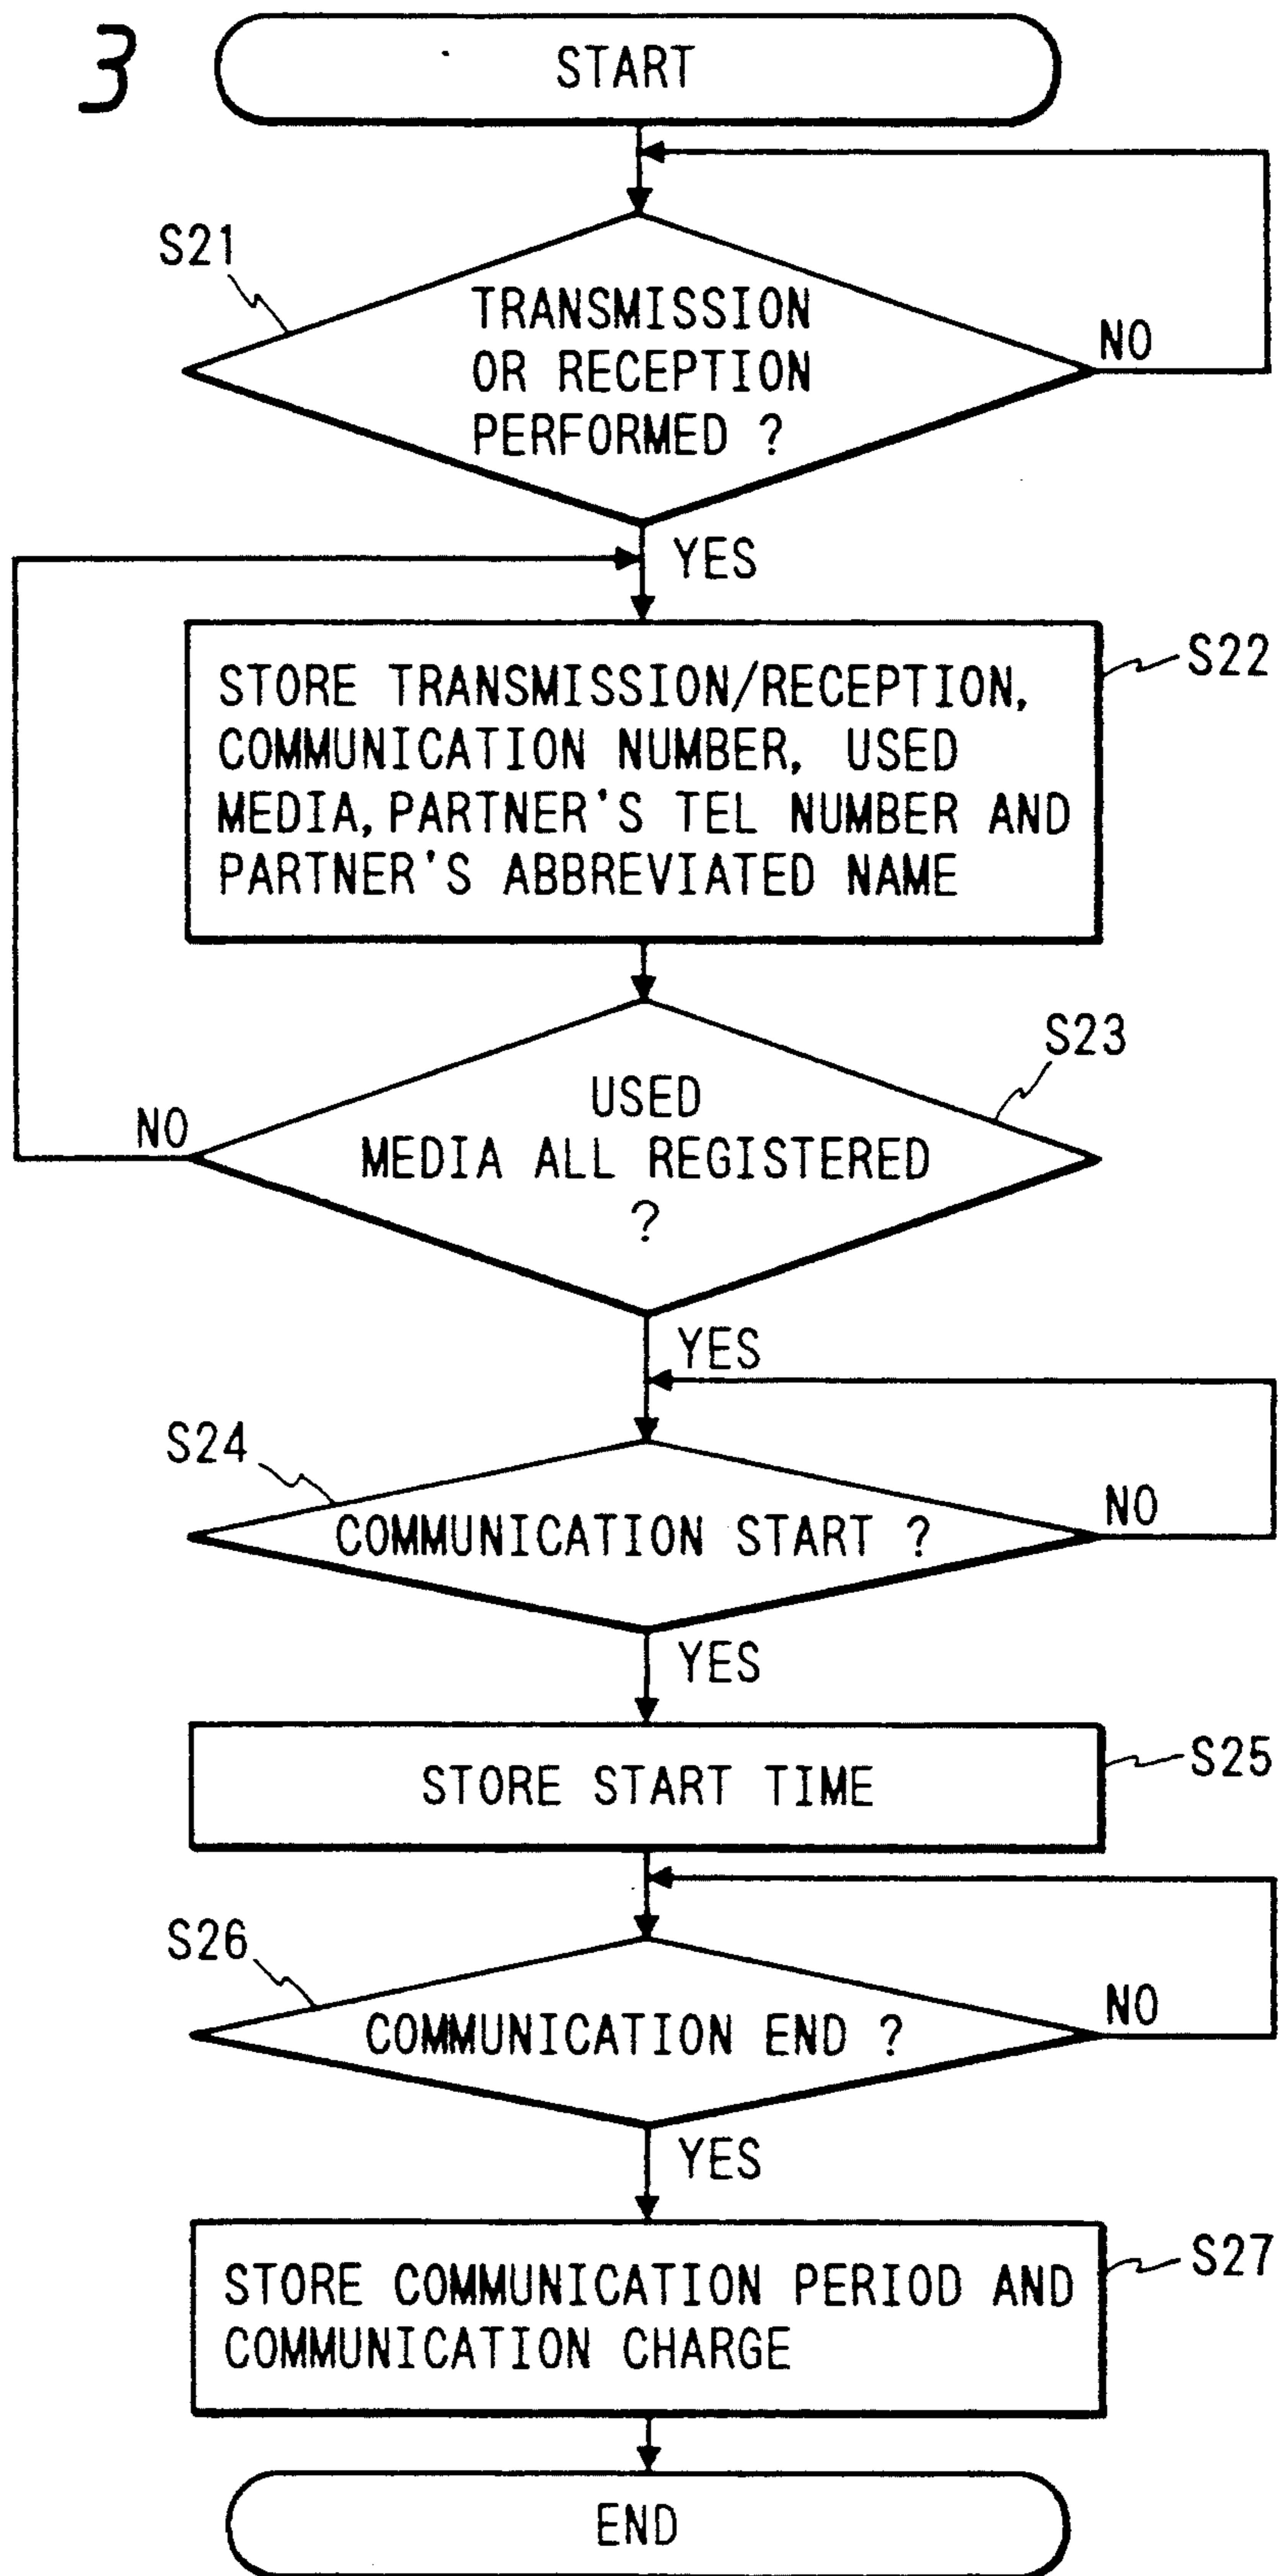 3
START
S21
TRANSMISSION
OR RECEPTION
PERFORMED ?
NO
YES
S22
STORE TRANSMISSION/RECEPTION,
COMMUNICATION NUMBER, USED
MEDIA, PARTNER'S TEL NUMBER AND
PARTNER'S ABBREVIATED NAME
S23
USED
MEDIA ALL REGISTERED
?
NO
YES
S24
COMMUNICATION START ?
NO
YES
STORE START TIME
S25
S26
COMMUNICATION END ?
NO
YES
S27
STORE COMMUNICATION PERIOD AND
COMMUNICATION CHARGE
END